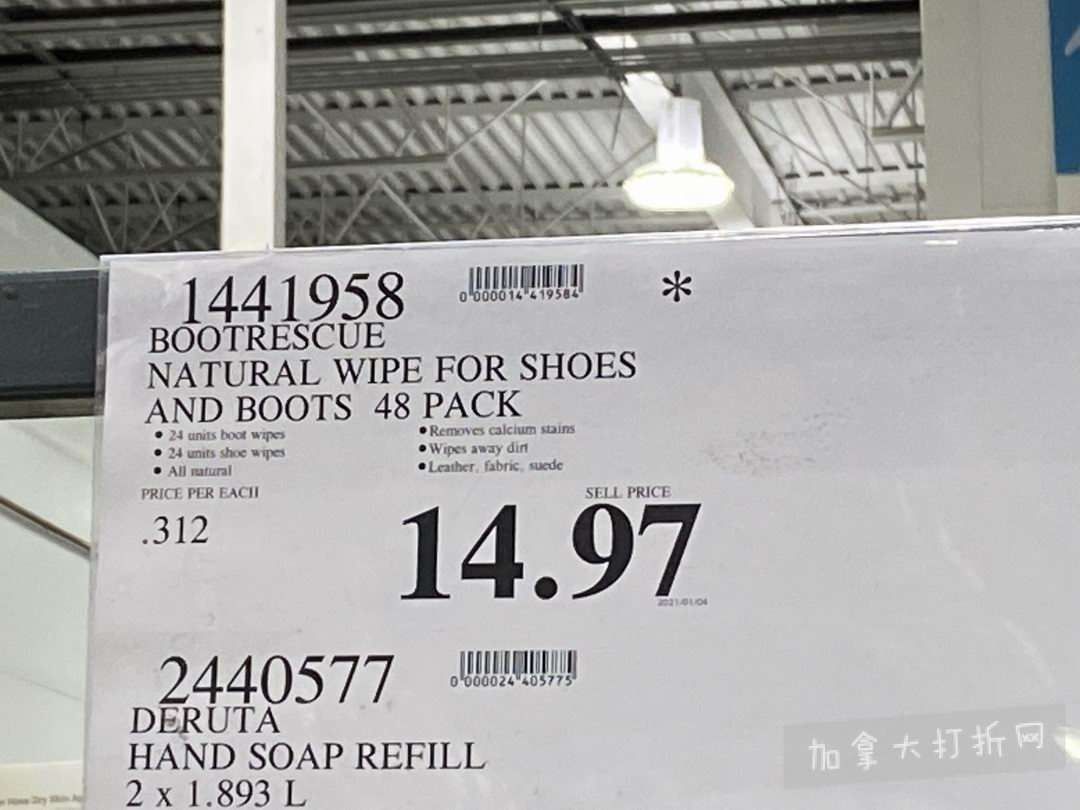 1441958
0 000014 419584
*
BOOTRESCUE
NATURAL WIPE FOR SHOES
AND BOOTS 48 PACK
• 24 units boot wipes
• 24 units shoe wipes
• All natural
• Removes calcium stains
• Wipes away dirt
• Leather, fabric, suede
PRICE PER EACH
.312
SELL PRICE
14.97
2021/01/04
2440577
0 000024 405775
DERUTA
HAND SOAP REFILL
2 x 1.893 L
加拿大打折网